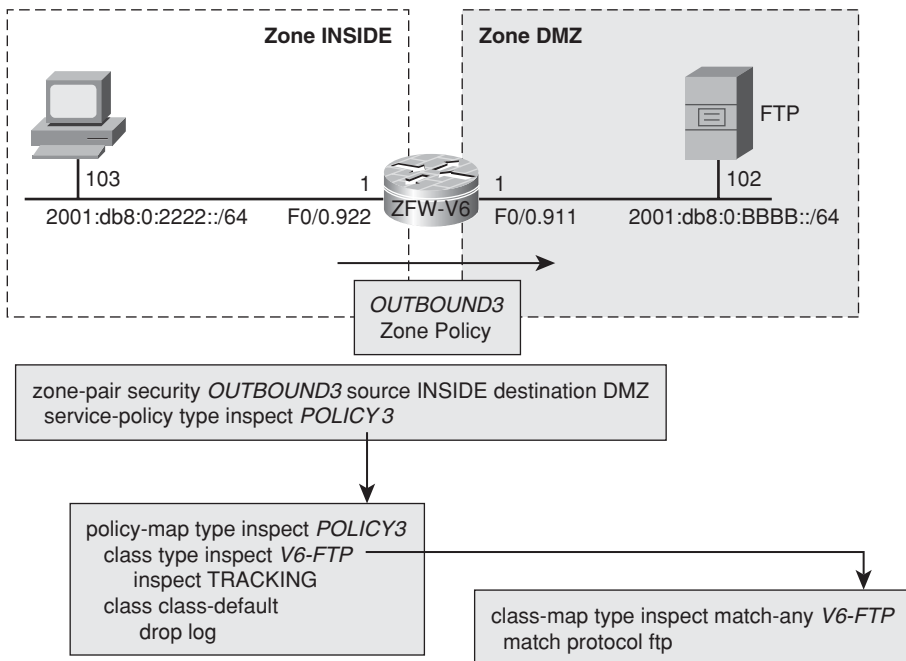 Zone INSIDE
Zone DMZ
FTP
103
1
ZFW-V6
1
102
2001:db8:0:2222::/64
F0/0.922
F0/0.911
2001:db8:0:BBBB::/64
OUTBOUND3
Zone Policy
zone-pair security OUTBOUND3 source INSIDE destination DMZ
service-policy type inspect POLICY3
policy-map type inspect POLICY3
class type inspect V6-FTP
inspect TRACKING
class class-default
drop log
class-map type inspect match-any V6-FTP
match protocol ftp